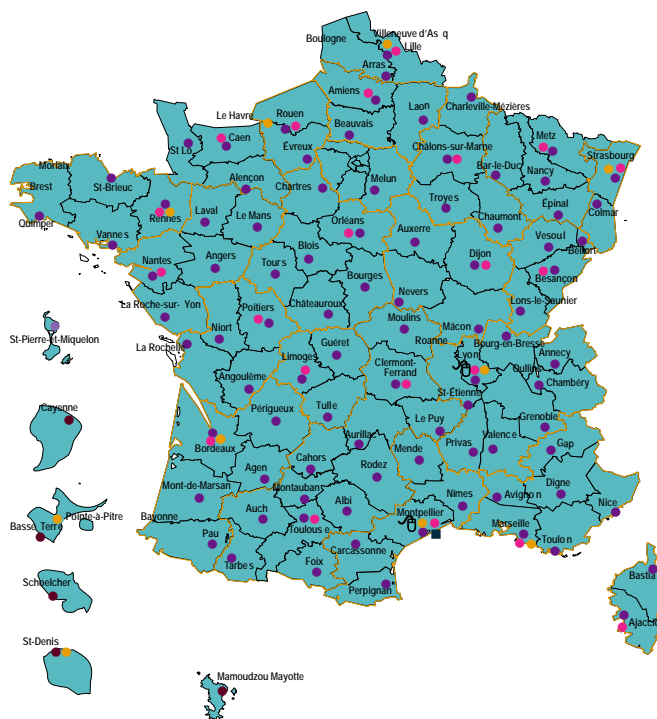 Villeneuve d'As q
Boulogne
Lille
Arras
Amiens
Laon
Charleville-Mézières
Le Havre
Rouen
Beauvais
Caen
St Lo
Évreux
Châlons-sur-Marne
Metz
Strasbourg
Morlaix
Bar-le-Duc
Nancy
Brest
St-Brieuc
Alençon
Chartres
Melun
Quimper
Rennes
Laval
Le Mans
Orléans
Troyes
Épinal
Colmar
Vannes
Auxerre
Chaumont
Vesoul
Belfort
Nantes
Angers
Tours
Blois
Bourges
Dijon
Besançon
La Roche-sur- Yon
Poitiers
Châteauroux
Nevers
Lons-le-Saunier
St-Pierre-et-Miquelon
Niort
Moulins
Mâcon
La Rochelle
Guéret
Roanne
Bourg-en-Bresse
Limoges
Clermont-
Ferrand
Lyon
Oullins
Annecy
Chambéry
Cayenne
Angoulême
Périgueux
Tulle
St-Étienne
Le Puy
Grenoble
Bordeaux
Aurillac
Privas
Valence
Gap
Agen
Cahors
Mende
Mont-de-Marsan
Montauban
Rodez
Nimes
Avignon
Digne
Nice
Pointe-à-Pitre
Basse Terre
Bayonne
Auch
Albi
Montpellier
Marseille
Pau
Toulouse
Toulon
Tarbes
Foix
Carcassonne
Perpignan
Bastia
Schoelcher
Ajaccio
St-Denis
Mamoudzou Mayotte